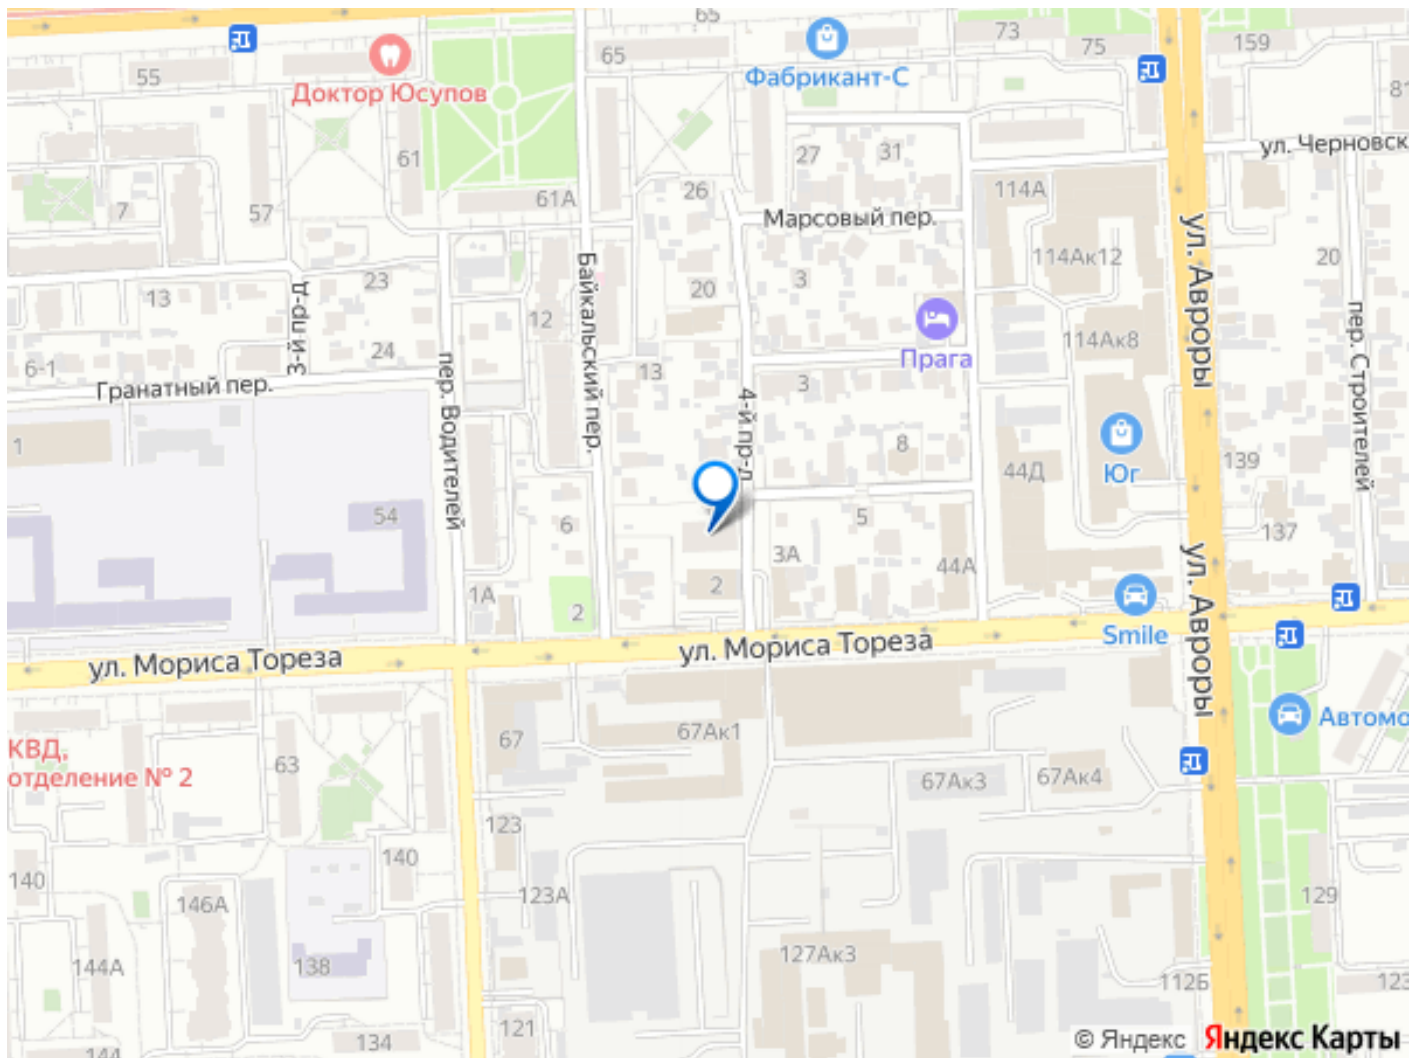 65
73
159
75
65
55
Фабрикант-С
Доктор Юсупов
81
ул. Черновск
27
31
61
114А
26
61А
7
57
Марсовый пер.
ул. Авроры
114Ак12
20
3
23
20
13
Байкальский пер.
3-й пр-д
12
пер. Строителей
114Ак8
24
Прага
6-1
13
3
Гранатный пер.
пер. Водителей
4-й пр-д
1
8
44Д
Юг
139
54
6
5
137
3А
44А
2
1А
2
ул. Авроры
Smile
ул. Мориса Тореза
ул. Мориса Тореза
Автомо
67
67Ак1
КВД,
отделение № 2
63
67Ак3
67Ак4
123
140
140
123А
129
146А
127Ак3
144А
138
112Б
123
121
134
144
© Яндекс Яндекс Карты